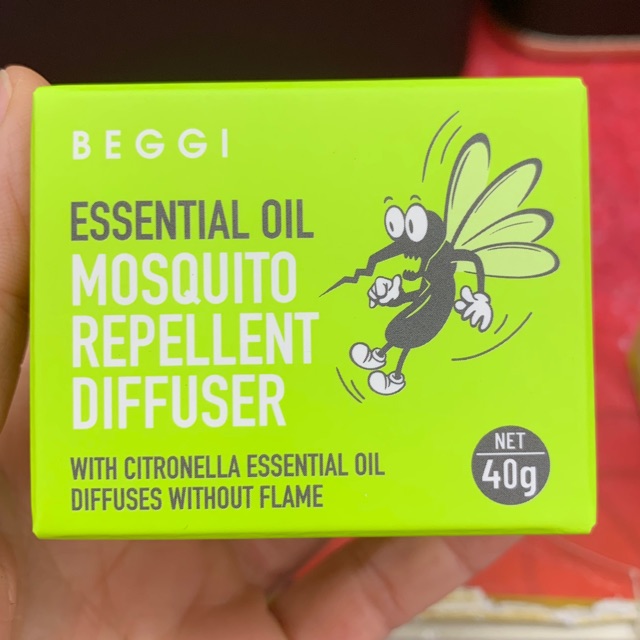 BEGGI
ESSENTIAL OIL
MOSQUITO
REPELLENT
DIFFUSER
WITH CITRONELLA ESSENTIAL OIL
DIFFUSES WITHOUT FLAME
NET
40g